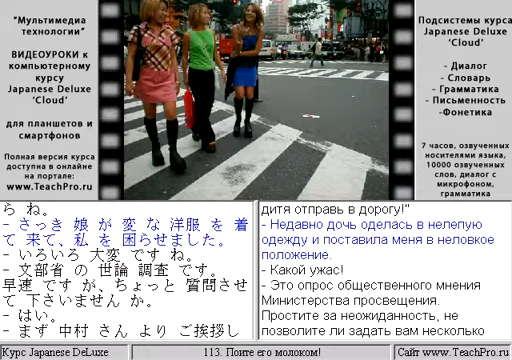 "Мультимедиа
технологии"
ВИДЕОУРОКИ к
компьютерному
курсу
Japanese Deluxe
‘Cloud’
для планшетов и
смартфонов
Полная версия курса
доступна в онлайне
на портале:
www.TeachPro.ru
Подсистемы курса
Japanese Deluxe
‘Cloud’
- Диалог
- Словарь
- Грамматика
- Письменность
-Фонетика
7 часов, озвученных
носителями языка,
10000 озвученных
слов, диалог с
микрофоном,
грамматика
ら ね。
- さっき 娘 が 変 な 洋服 を 着
て 来て、私 を 困らせました。
- いろいろ 大変 です ね。
- 文部省 の 世論 調査 です。
早速 です が、ちょっと 質問させ
て 下さいません か。
- はい。
- まず 中村 さん より ご挨拶し
дитя отправь в дорогу!"
- Недавно дочь оделась в нелепую
одежду и поставила меня в неловкое
положение.
- Какой ужас!
- Это опрос общественного мнения
Министерства просвещения.
Простите за неожиданность, не
позволите ли задать вам несколько
Курс Japanese DeLuxe
113. Поите его молоком!
Сайт www.TeachPro.ru